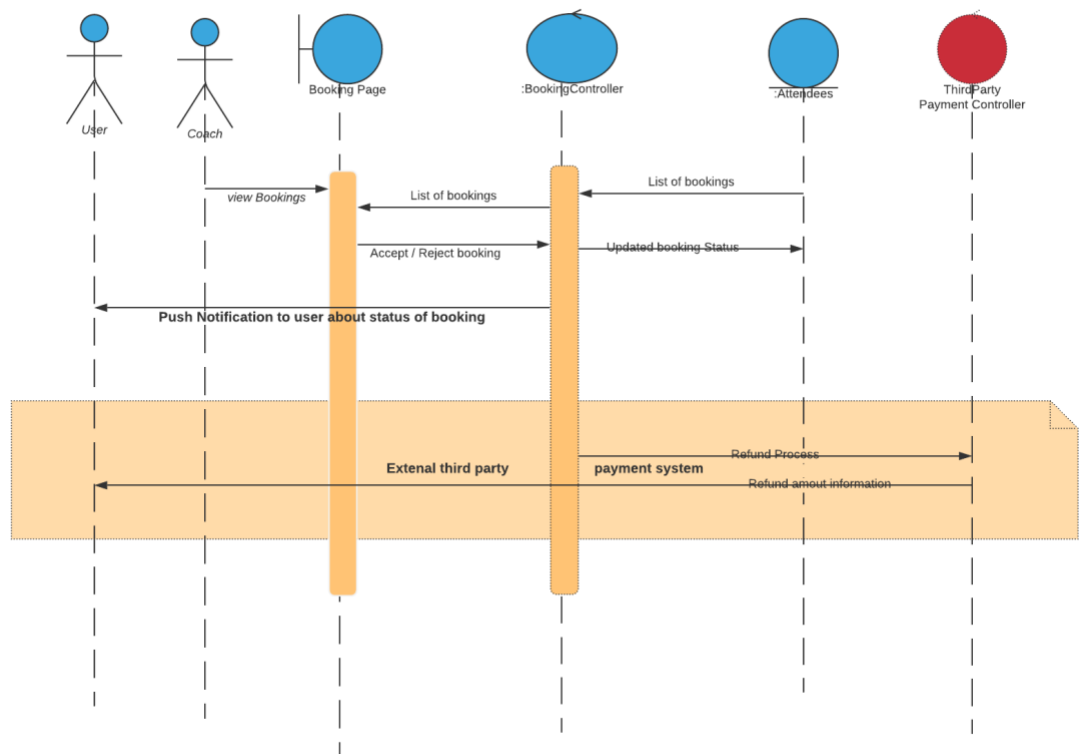 Booking Page
:BookingController
:Attendees
ThirdParty
Payment Controller
User
Coach
view Bookings
List of bookings
List of bookings
Accept / Reject booking
Updated booking Status
Push Notification to user about status of booking
Refund Process
Extenal third party payment system
Refund amout information